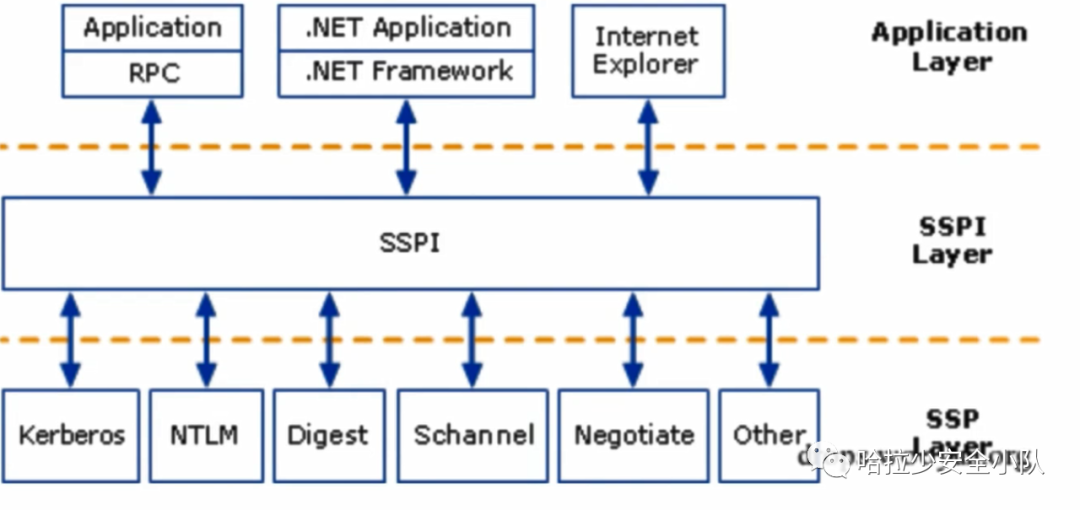 Application
RPC
.NET Application
.NET Framework
Internet
Explorer
Application
Layer
SSPI
SSPI
Layer
Kerberos
NTLM
Digest
Schannel
Negotiate
Other
SSP
Layer
哈拉少安全小队